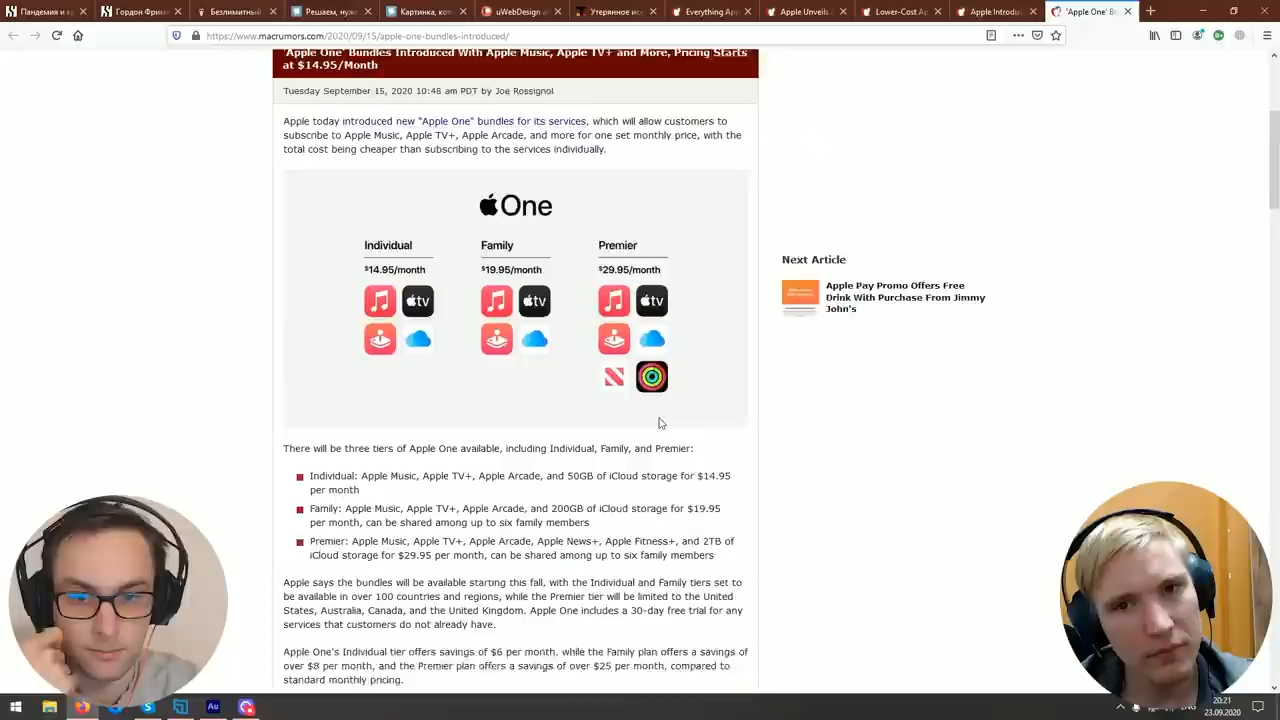 Пандемия и к
Гордон Фримо
Безлимитный
Решаем, нужн
Картинка, кото
uWebDesign —
Утерянное исс
Everything App
Apple Unveils
Lower-Cost Ap
Apple Introduc
'Apple One' Bu
https://www.macrumors.com/2020/09/15/apple-one-bundles-introduced/
'Apple One' Bundles Introduced With Apple Music, Apple TV+ and More, Pricing Starts
at $14.95/Month
Tuesday September 15, 2020 10:48 am PDT by Joe Rossignol
Apple today introduced new "Apple One" bundles for its services, which will allow customers to
subscribe to Apple Music, Apple TV+, Apple Arcade, and more for one set monthly price, with the
total cost being cheaper than subscribing to the services individually.
One
Individual
$14.95/month
tv
Family
$19.95/month
tv
Premier
$29.95/month
tv
Next Article
Apple Pay Promo Offers Free
Drink With Purchase From Jimmy
John's
There will be three tiers of Apple One available, including Individual, Family, and Premier:
Individual: Apple Music, Apple TV+, Apple Arcade, and 50GB of iCloud storage for $14.95
per month
Family: Apple Music, Apple TV+, Apple Arcade, and 200GB of iCloud storage for $19.95
per month, can be shared among up to six family members
Premier: Apple Music, Apple TV+, Apple Arcade, Apple News+, Apple Fitness+, and 2TB of
iCloud storage for $29.95 per month, can be shared among up to six family members
Apple says the bundles will be available starting this fall, with the Individual and Family tiers set to
be available in over 100 countries and regions, while the Premier tier will be limited to the United
States, Australia, Canada, and the United Kingdom. Apple One includes a 30-day free trial for any
services that customers do not already have.
Apple One's Individual tier offers savings of $6 per month, while the Family plan offers a savings of
over $8 per month, and the Premier plan offers a savings of over $25 per month, compared to
standard monthly pricing.
Au
20:21
23.09.2020